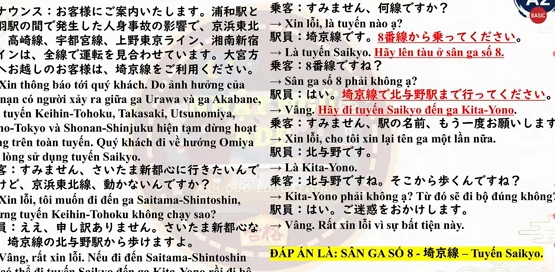 ナウンス：お客様にご案内いたします。浦和駅と
羽駅の間で発生した人身事故の影響で、京浜東北
、高崎線、宇都宮線、上野東京ライン、湘南新宿
インは、全線で運転を見合わせています。大宮方
へお越しのお客様は、埼京線をご利用ください。
Xin thông báo tới quý khách. Do ảnh hưởng của
nạn có người xảy ra giữa ga Urawa và ga Akabane,
tuyến Keihin-Tohoku, Takasaki, Utsunomiya,
no-Tokyo và Shonan-Shinjuku hiện tạm dừng hoạt
ng trên toàn tuyến. Quý khách đi về hướng Omiya
lòng sử dụng tuyến Saikyo.
客：すみません、さいたま新都心に行きたいんで
けど、京浜東北線、動かないんですか？
Xin lỗi, tôi muốn đi đến ga Saitama-Shintoshin,
ưng tuyến Keihin-Tohoku không chạy sao?
員：ええ、申し訳ありません。さいたま新都心な
、埼京線の北与野駅から歩けますよ。
Vâng, rất xin lỗi. Nếu đi đến Saitama-Shintoshin
乗客：すみません、何線ですか？
→ Xin lỗi, là tuyến nào ạ?
駅員：埼京線です。8番線から乗ってください。
→ Là tuyến Saikyo. Hãy lên tàu ở sân ga số 8.
乗客：8番線ですね？
→ Sân ga số 8 phải không ạ?
駅員：はい。埼京線で北与野駅まで行ってください。
→ Vâng. Hãy đi tuyến Saikyo đến ga Kita-Yono.
乗客：すみません、駅の名前、もう一度お願いします
→ Xin lỗi, cho tôi xin lại tên ga một lần nữa.
駅員：北与野です。
→ Là Kita-Yono.
乗客：北与野ですね。そこから歩くんですね？
→ Kita-Yono phải không ạ? Từ đó sẽ đi bộ đúng không?
駅員：はい。ご迷惑をおかけします。
→ Vâng. Rất xin lỗi vì sự bất tiện này.
ĐÁP ÁN LÀ: SÂN GA SỐ 8 - 埼京線 – Tuyến Saikyo.
A2
BASIC